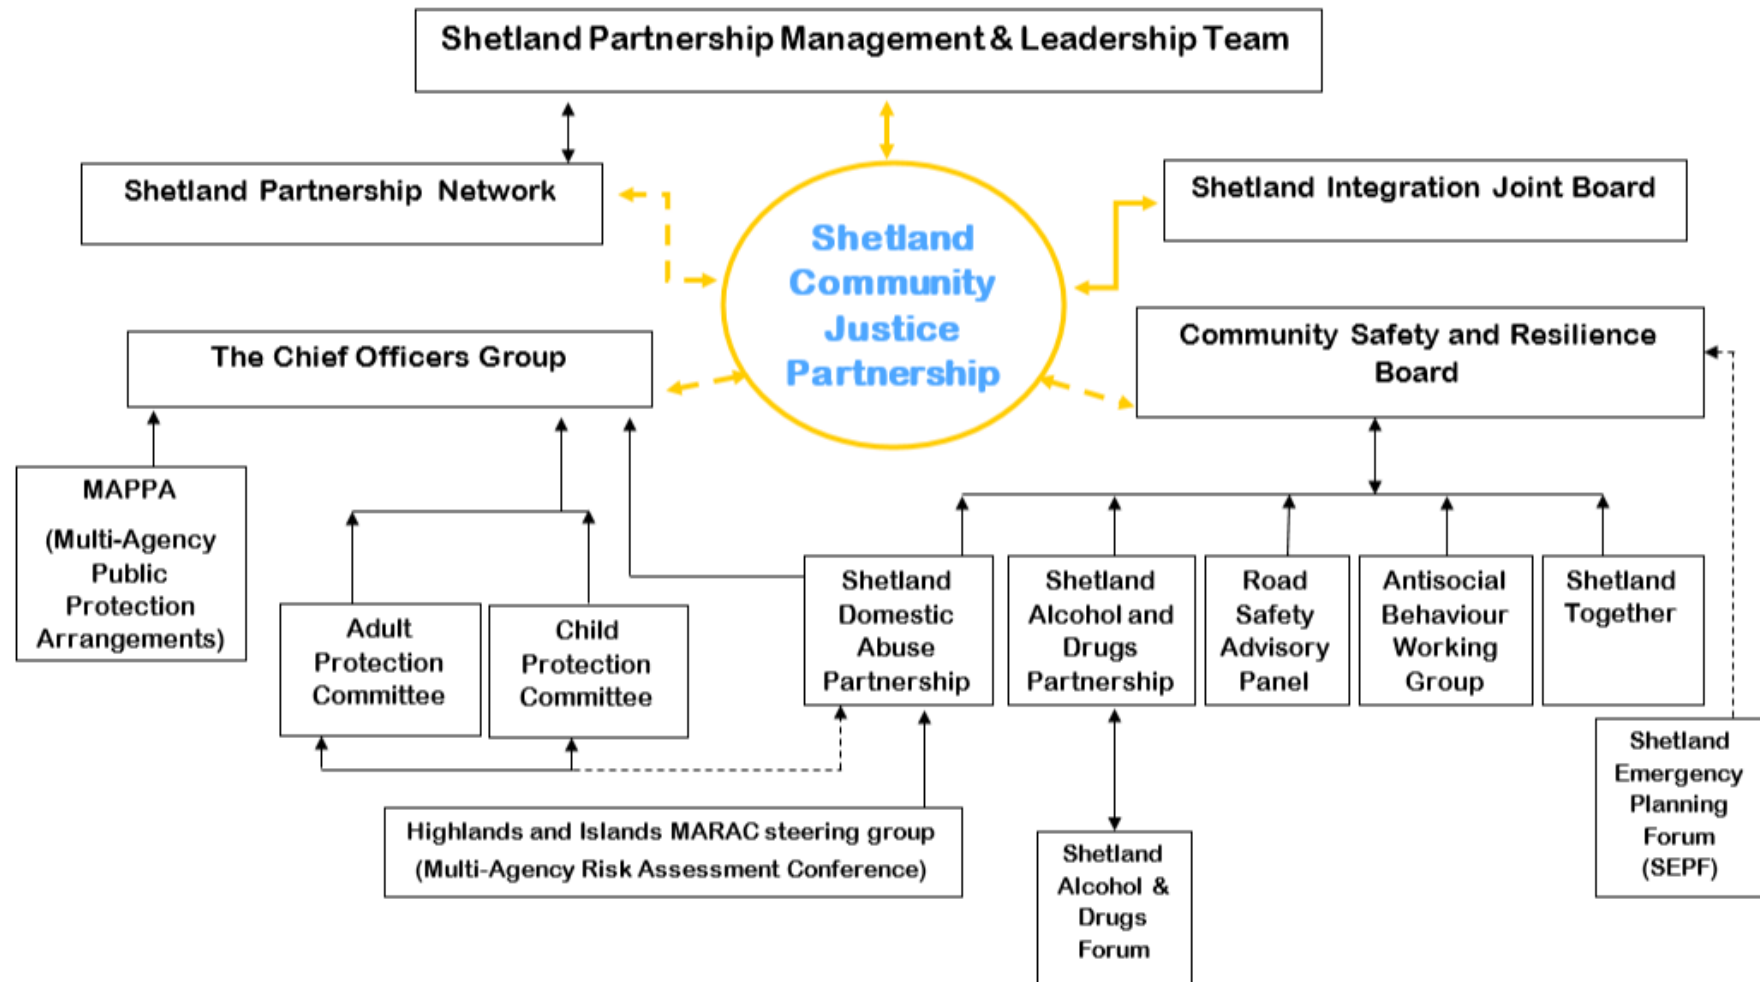 Shetland Partnership Management & Leadership Team
Shetland Partnership Network
Shetland Integration Joint Board
Shetland
Community
Justice
Partnership
The Chief Officers Group
Community Safety and Resilience
Board
MAPPA
(Multi-Agency
Public
Protection
Arrangements)
Adult
Protection
Committee
Child
Protection
Committee
Shetland
Domestic
Abuse
Partnership
Shetland
Alcohol and
Drugs
Partnership
Road
Safety
Advisory
Panel
Antisocial
Behaviour
Working
Group
Shetland
Together
Highlands and Islands MARAC steering group
(Multi-Agency Risk Assessment Conference)
Shetland
Alcohol &
Drugs
Forum
Shetland
Emergency
Planning
Forum
(SEPF)